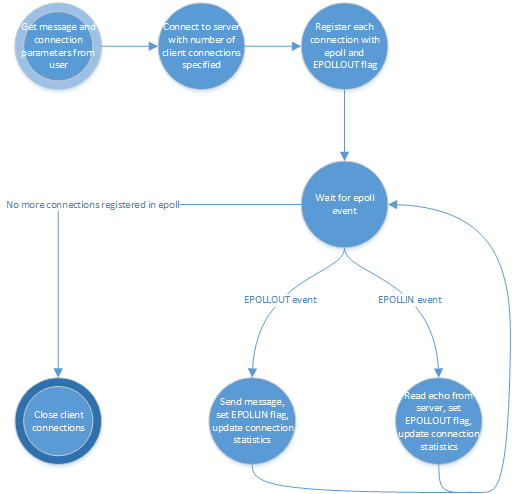 Get message and
connection
parameters from
user
Connect to server
with number of
client connections
specified
Register each
connection with
epoll and
EPOLLOUT flag
Wait for epoll
event
No more connections registered in epoll
EPOLLOUT event
EPOLLIN event
Close client
connections
Send message,
set EPOLLIN flag,
update connection
statistics
Read echo from
server, set
EPOLLOUT flag,
update connection
statistics